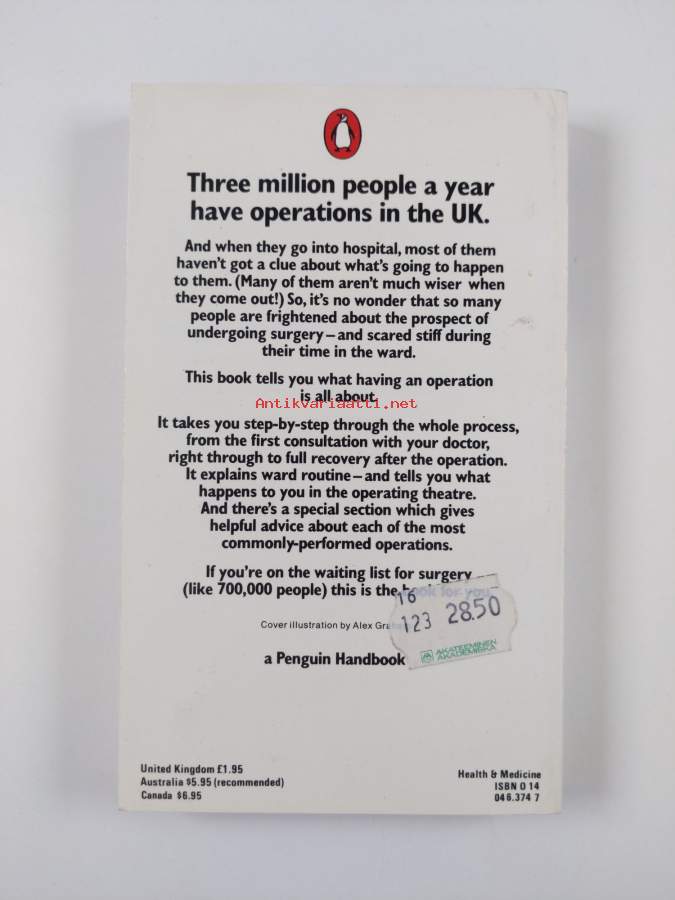 Three million people a year
have operations in the UK.
And when they go into hospital, most of them
haven't got a clue about what's going to happen
to them. (Many of them aren't much wiser when
they come out!) So, it's no wonder that so many
people are frightened about the prospect of
undergoing surgery – and scared stiff during
their time in the ward.
This book tells you what having an operation
is all about.
Antikvariaatti.net
It takes you step-by-step through the whole process,
from the first consultation with your doctor,
right through to full recovery after the operation.
It explains ward routine – and tells you what
happens to you in the operating theatre.
And there's a special section which gives
helpful advice about each of the most
commonly-performed operations.
If you're on the waiting list for surgery
(like 700,000 people) this is the book for you.
16
123 28.50
AKATEEMINEN
AKADEMISKA
Cover illustration by Alex
a Penguin Handbook
United Kingdom £1.95
Australia $5.95 (recommended)
Canada $6.95
Health & Medicine
ISBN 0 14
046.374 7